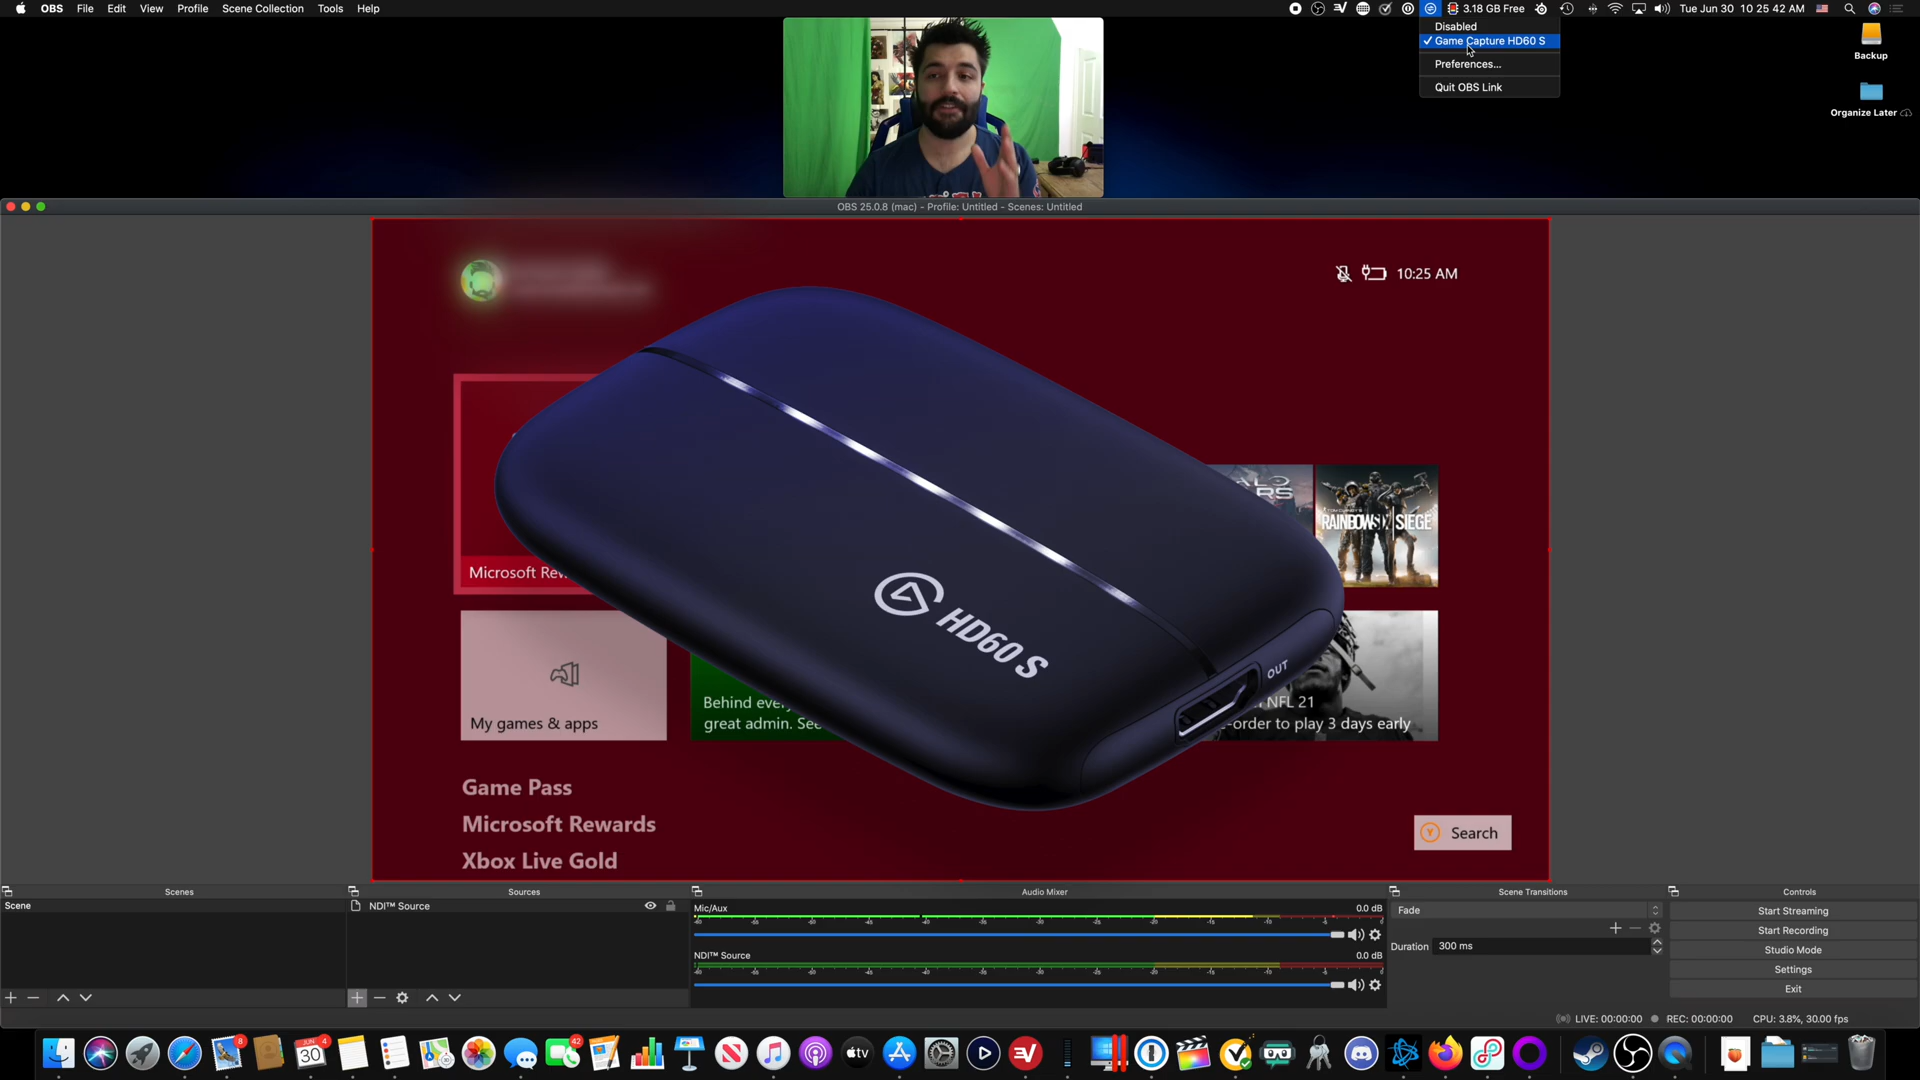 OBS File Edit View Profile Scene Collection Tools Help
3.18 GB Free Tue Jun 30 10 25 42 AM
Disabled
✓ Game Capture HD60 S
Preferences...
Quit OBS Link
Backup
Organize Later
OBS 25.0.8 (mac) - Profile: Untitled - Scenes: Untitled
10:25 AM
RAINBOW SIX SIEGE
HD60 S
OUT
My games & apps
Behind
great admin.
NFL 21
to play 3 days early
Game Pass
Microsoft Rewards
Xbox Live Gold
Y Search
Scenes
Scene
Sources
NDI™ Source
Audio Mixer
Mic/Aux 0.0 dB
NDI™ Source 0.0 dB
Scene Transitions
Fade
Duration 300 ms
Controls
Start Streaming
Start Recording
Studio Mode
Settings
Exit
LIVE: 00:00:00 REC: 00:00:00 CPU: 3.8%, 30.00 fps
8
JUN
30
4
42
tv